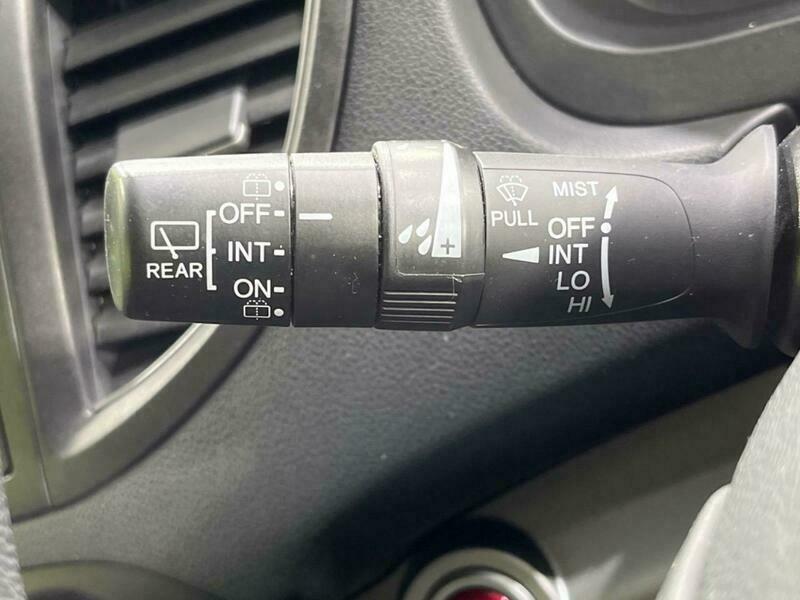 REAR
OFF
INT
ON
+
PULL
MIST
OFF
INT
LO
HI